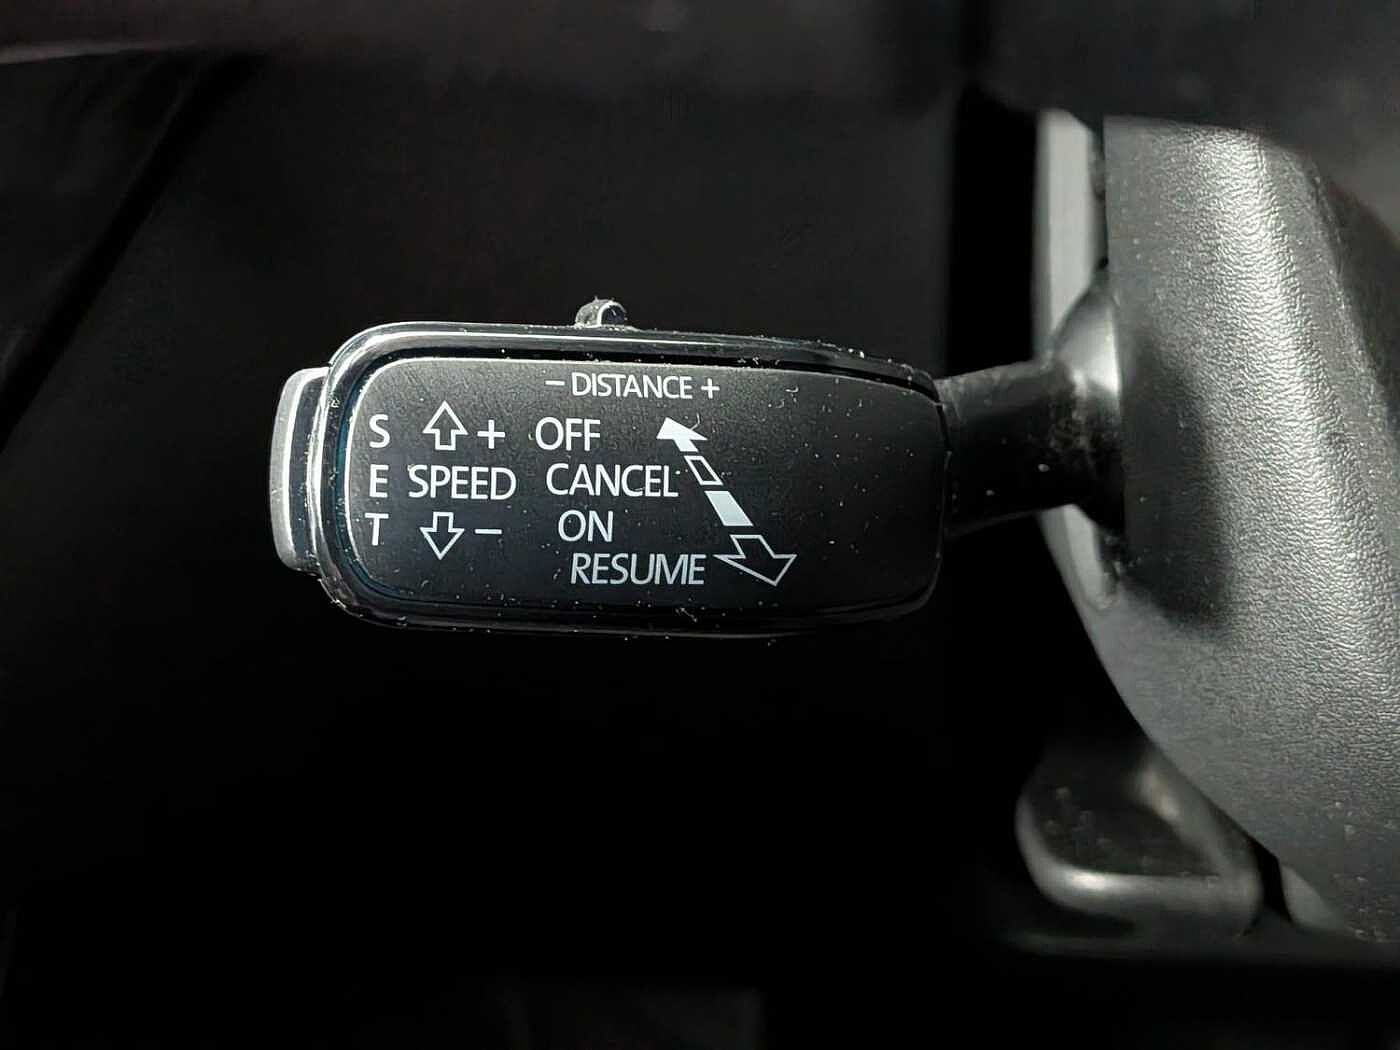 − DISTANCE +
S + OFF
E SPEED CANCEL
T − ON
RESUME